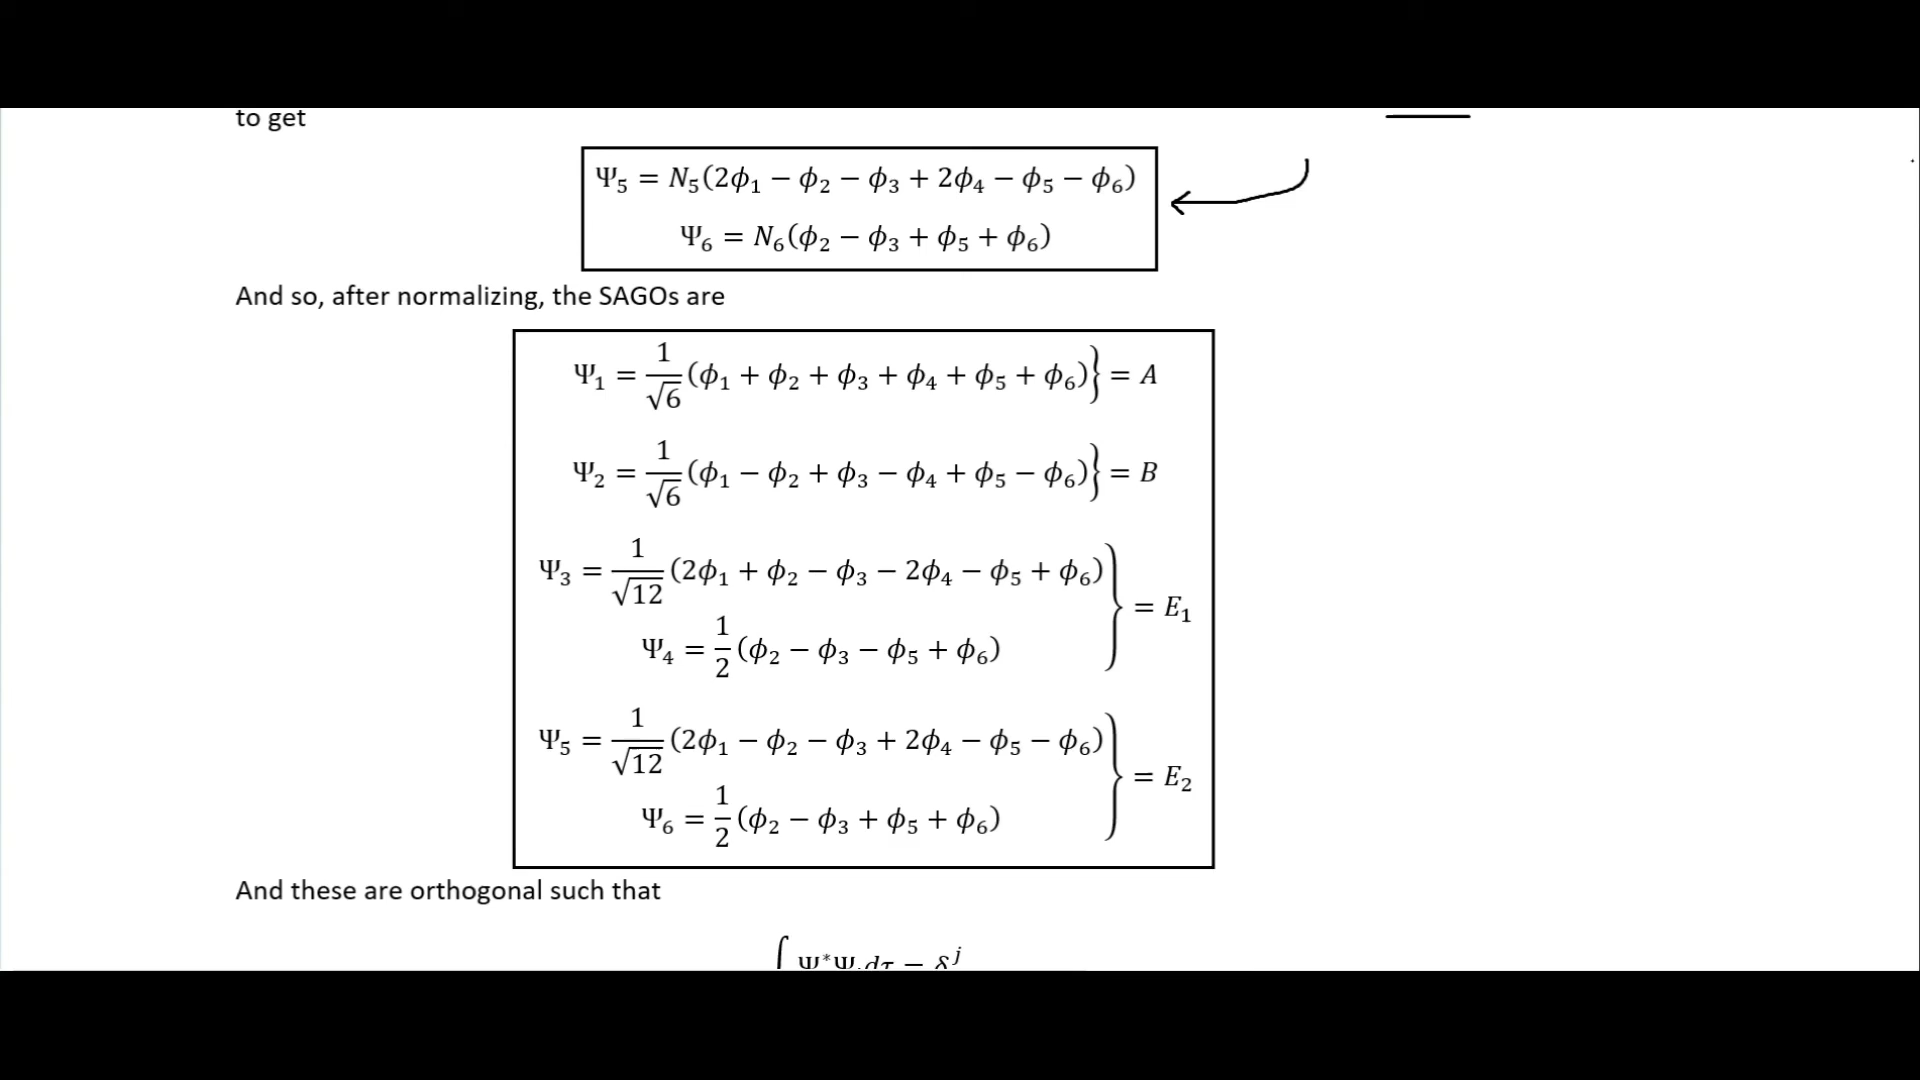 to get
Ψ₅ = N₅(2ϕ₁ − ϕ₂ − ϕ₃ + 2ϕ₄ − ϕ₅ − ϕ₆)
Ψ₆ = N₆(ϕ₂ − ϕ₃ + ϕ₅ + ϕ₆)
And so, after normalizing, the SAGOs are
Ψ₁ = 1/√6 (ϕ₁ + ϕ₂ + ϕ₃ + ϕ₄ + ϕ₅ + ϕ₆)} = A
Ψ₂ = 1/√6 (ϕ₁ − ϕ₂ + ϕ₃ − ϕ₄ + ϕ₅ − ϕ₆)} = B
Ψ₃ = 1/√12 (2ϕ₁ + ϕ₂ − ϕ₃ − 2ϕ₄ − ϕ₅ + ϕ₆)
Ψ₄ = 1/2 (ϕ₂ − ϕ₃ − ϕ₅ + ϕ₆)
} = E₁
Ψ₅ = 1/√12 (2ϕ₁ − ϕ₂ − ϕ₃ + 2ϕ₄ − ϕ₅ − ϕ₆)
Ψ₆ = 1/2 (ϕ₂ − ϕ₃ + ϕ₅ + ϕ₆)
} = E₂
And these are orthogonal such that